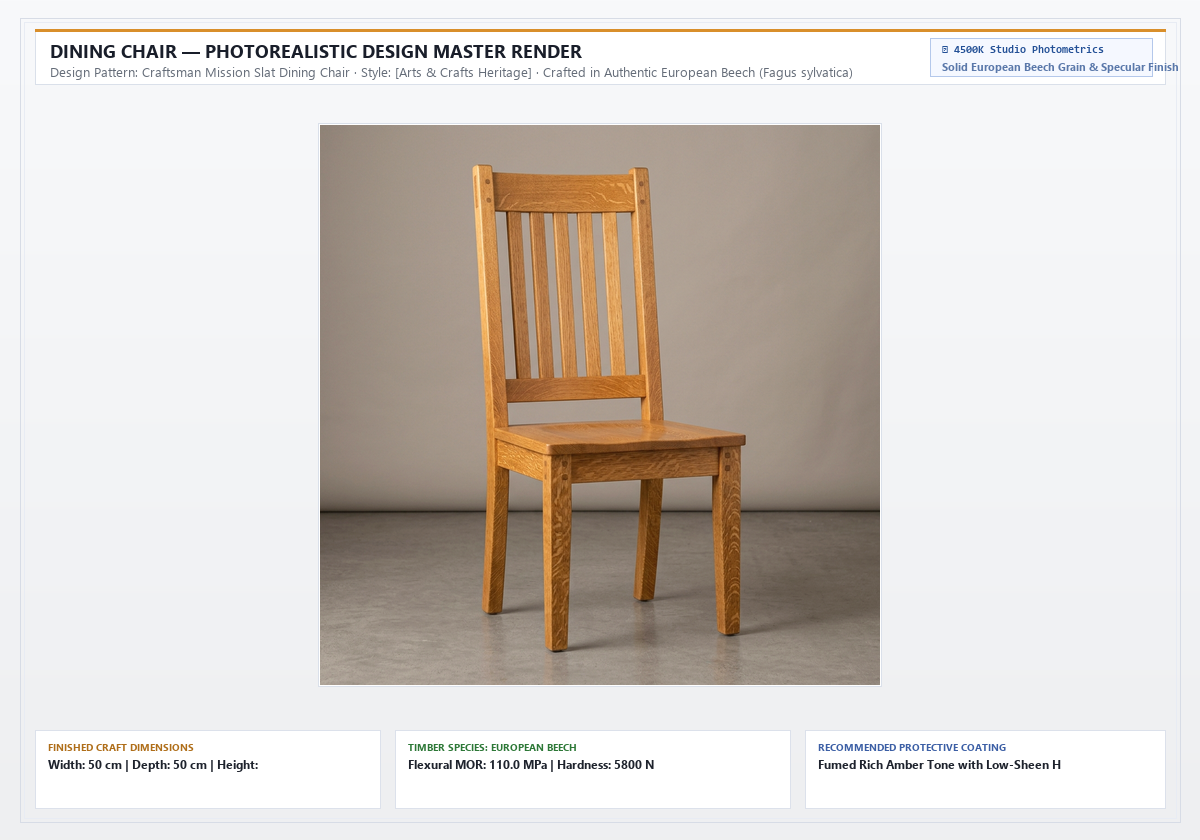 DINING CHAIR — PHOTOREALISTIC DESIGN MASTER RENDER
Design Pattern: Craftsman Mission Slat Dining Chair · Style: [Arts & Crafts Heritage] · Crafted in Authentic European Beech (Fagus sylvatica)
4500K Studio Photometrics
Solid European Beech Grain & Specular Finish
FINISHED CRAFT DIMENSIONS
Width: 50 cm | Depth: 50 cm | Height:
TIMBER SPECIES: EUROPEAN BEECH
Flexural MOR: 110.0 MPa | Hardness: 5800 N
RECOMMENDED PROTECTIVE COATING
Fumed Rich Amber Tone with Low-Sheen H